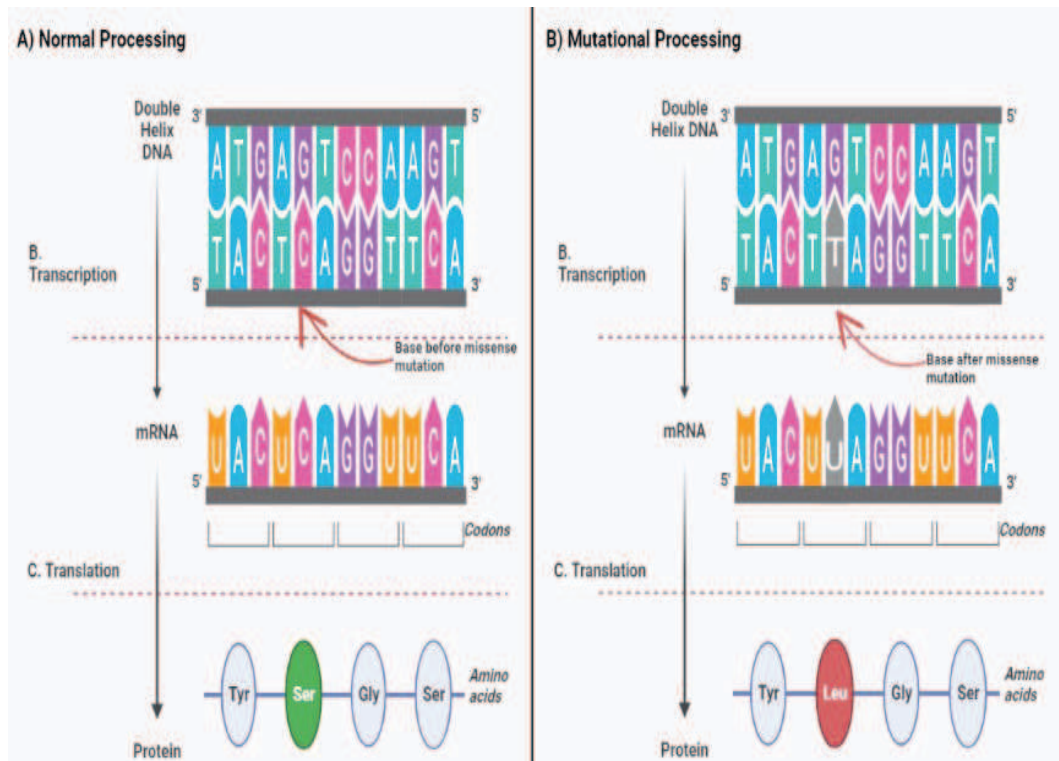 A) Normal Processing
Double
Helix
DNA
3'
5'
A T G A G T C C A A G T
T A C T C A G G T T C A
5'
3'
B.
Transcription
Base before missense
mutation
mRNA
U A C U C A G G U U C A
5'
3'
Codons
C. Translation
Tyr
Ser
Gly
Ser
Amino
acids
Protein
B) Mutational Processing
Double
Helix DNA
3'
5'
A T G A G T C C A A G T
T A C T T A G G T T C A
5'
3'
B.
Transcription
Base after missense
mutation
mRNA
U A C U U A G G U U C A
5'
3'
Codons
C. Translation
Tyr
Leu
Gly
Ser
Amino
acids
Protein